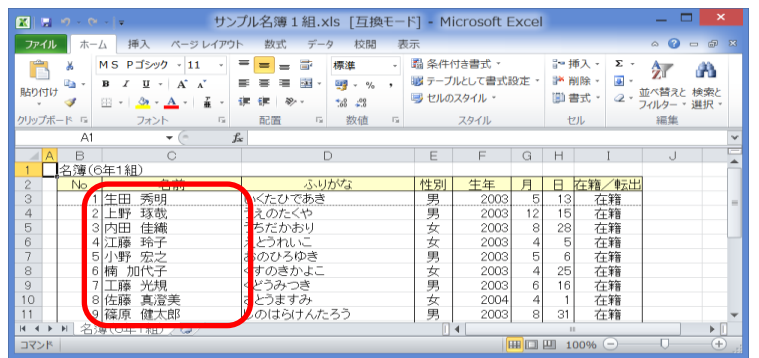 サンプル名簿１組.xls [互換モード] - Microsoft Excel
ファイル ホーム 挿入 ページ レイアウト 数式 データ 校閲 表示
貼り付け ＭＳ Ｐゴシック 11 標準 条件付き書式 挿入 Σ
B I U A A % , テーブルとして書式設定 削除 並べ替えと フィルター 検索と 選択
A セルのスタイル 書式
クリップボード フォント 配置 数値 スタイル セル 編集
A1 fx
A B C D E F G H I J
1 名簿(6年1組)
2 No 名前 ふりがな 性別 生年 月 日 在籍／転出
3 1 生田 秀明 いくたひであき 男 2003 5 13 在籍
4 2 上野 琢哉 うえのたくや 男 2003 12 15 在籍
5 3 内田 佳織 うちだかおり 女 2003 8 28 在籍
6 4 江藤 玲子 えとうれいこ 女 2003 4 5 在籍
7 5 小野 宏之 おのひろゆき 男 2003 5 6 在籍
8 6 楠 加代子 くすのきかよこ 女 2003 4 25 在籍
9 7 工藤 光規 くどうみつき 男 2003 6 16 在籍
10 8 佐藤 真澄美 さとうますみ 女 2004 4 1 在籍
11 9 篠原 健太郎 しのはらけんたろう 男 2003 8 31 在籍
名簿(6年1組)
コマンド 100%